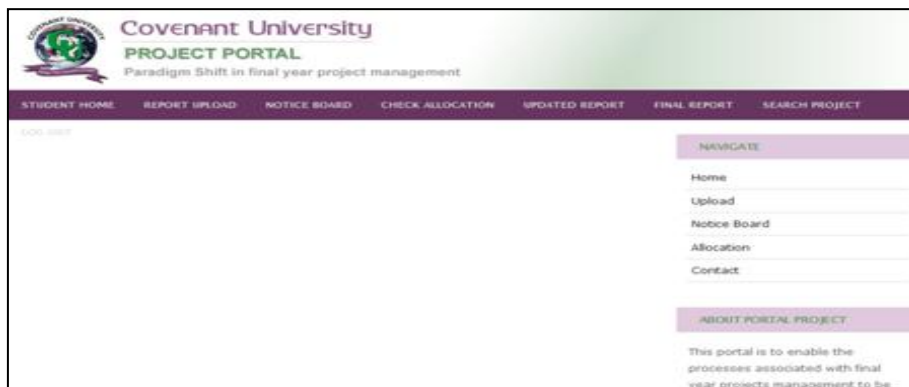 COVENANT UNIVERSITY
Covenant University
PROJECT PORTAL
Paradigm Shift in final year project management
STUDENT HOME REPORT UPLOAD NOTICE BOARD CHECK ALLOCATION UPDATED REPORT FINAL REPORT SEARCH PROJECT
NAVIGATE
Home
Upload
Notice Board
Allocation
Contact
ABOUT PORTAL PROJECT
This portal is to enable the
processes associated with final
year projects management to be